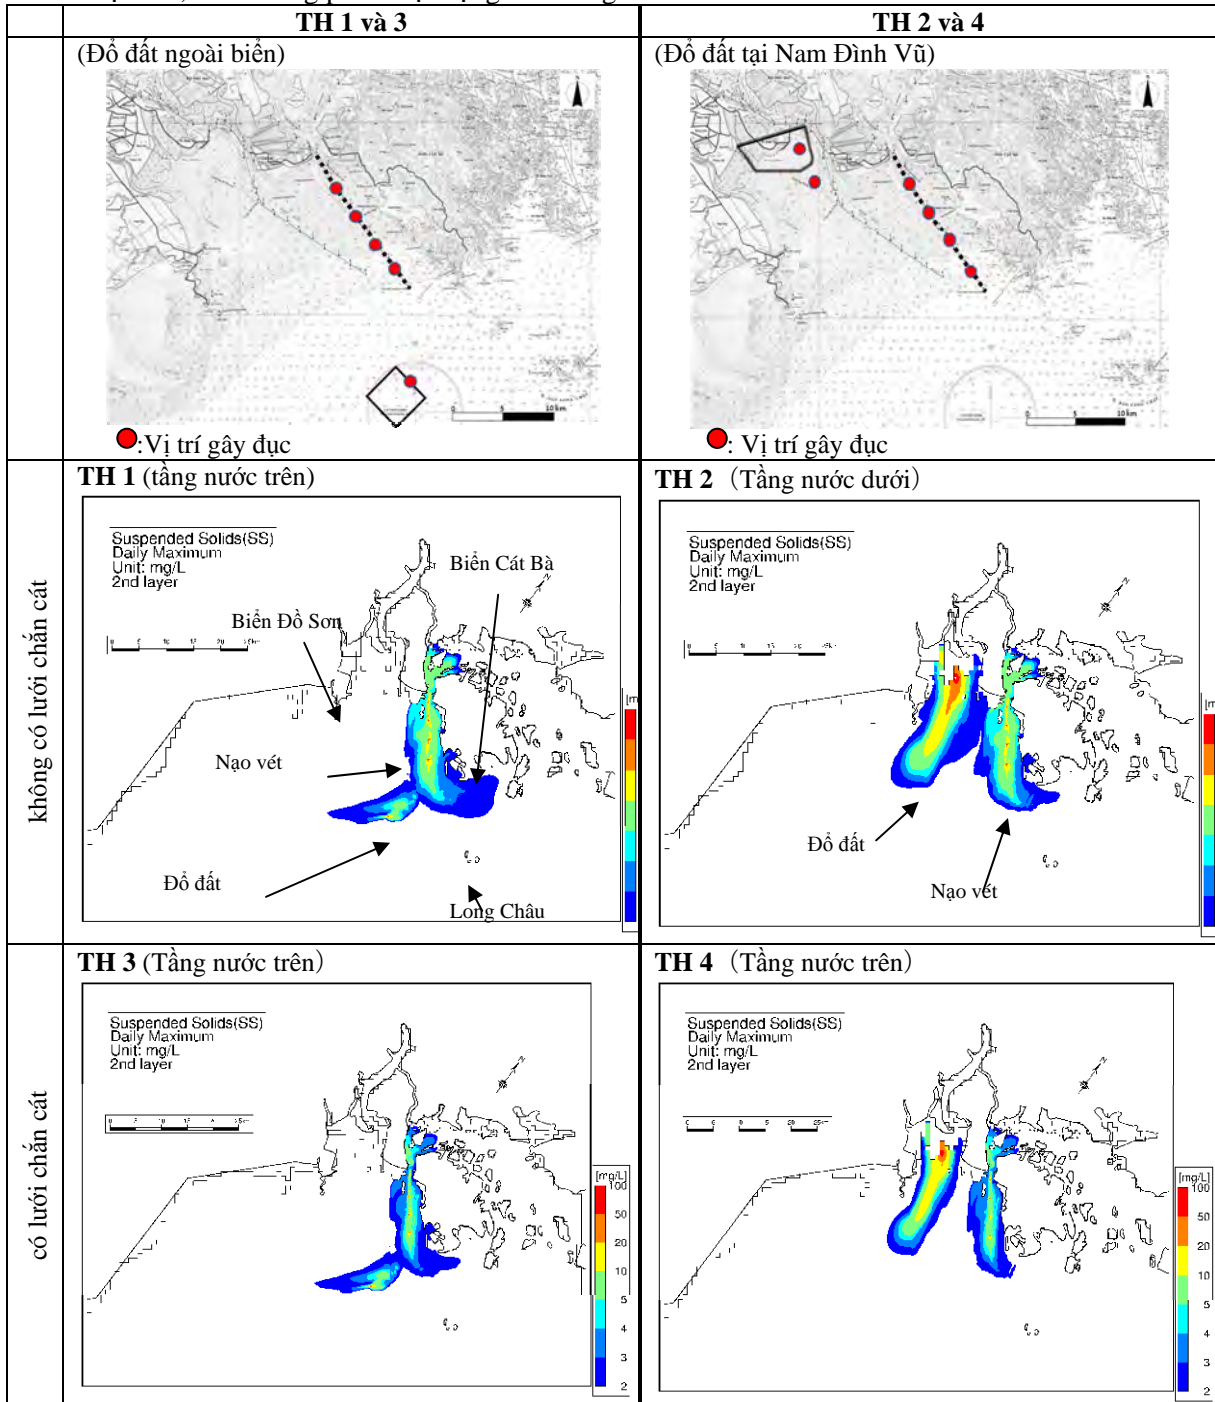 TH 1 và 3
TH 2 và 4
(Đổ đất ngoài biển)
10 km
:Vị trí gây đục
(Đổ đất tại Nam Đình Vũ)
10 km
: Vị trí gây đục
không có lưới chắn cát
TH 1 (tầng nước trên)
Suspended Solids(SS)
Daily Maximum
Unit: mg/L
2nd layer
Biển Cát Bà
Biển Đồ Sơn
Nạo vét
Đổ đất
Long Châu
TH 2 (Tầng nước dưới)
Suspended Solids(SS)
Daily Maximum
Unit: mg/L
2nd layer
Đổ đất
Nạo vét
có lưới chắn cát
TH 3 (Tầng nước trên)
Suspended Solids(SS)
Daily Maximum
Unit: mg/L
2nd layer
[mg/L]
100
50
20
10
5
4
3
2
TH 4 (Tầng nước trên)
Suspended Solids(SS)
Daily Maximum
Unit: mg/L
2nd layer
[mg/L]
100
50
20
10
5
4
3
2